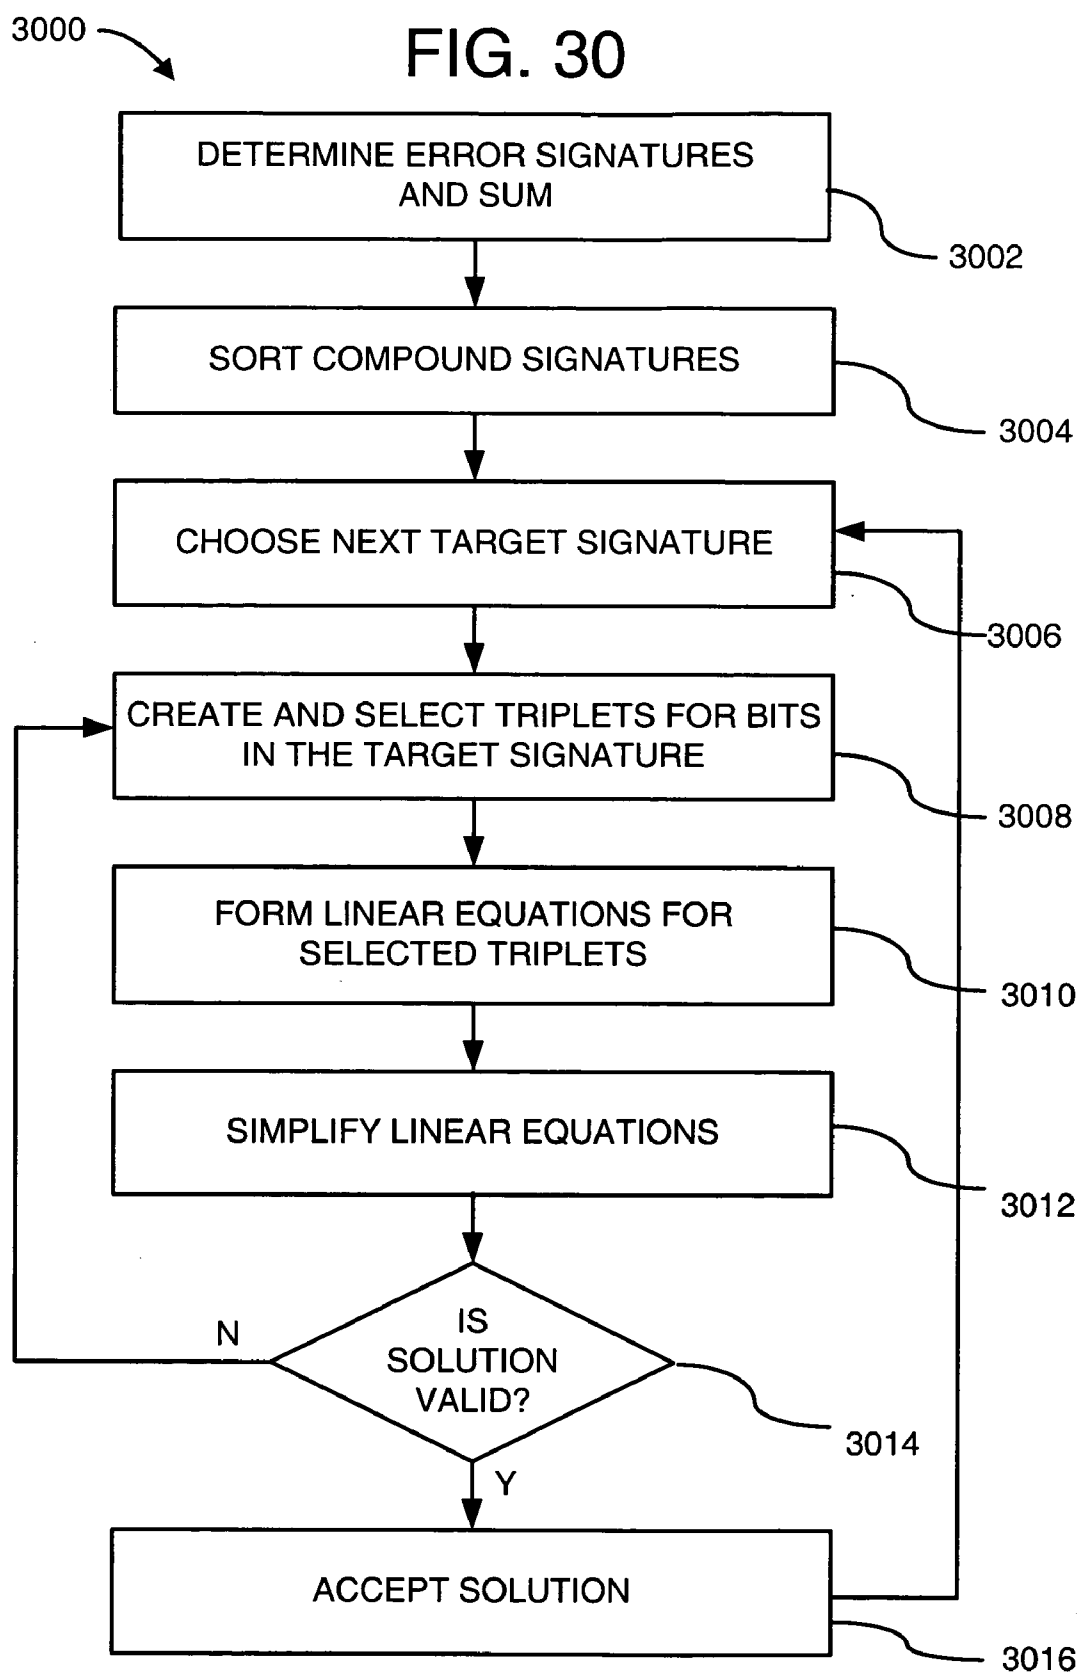 3000
FIG. 30
DETERMINE ERROR SIGNATURES
AND SUM
3002
SORT COMPOUND SIGNATURES
3004
CHOOSE NEXT TARGET SIGNATURE
3006
CREATE AND SELECT TRIPLETS FOR BITS
IN THE TARGET SIGNATURE
3008
FORM LINEAR EQUATIONS FOR
SELECTED TRIPLETS
3010
SIMPLIFY LINEAR EQUATIONS
3012
N
IS
SOLUTION
VALID?
3014
Y
ACCEPT SOLUTION
3016